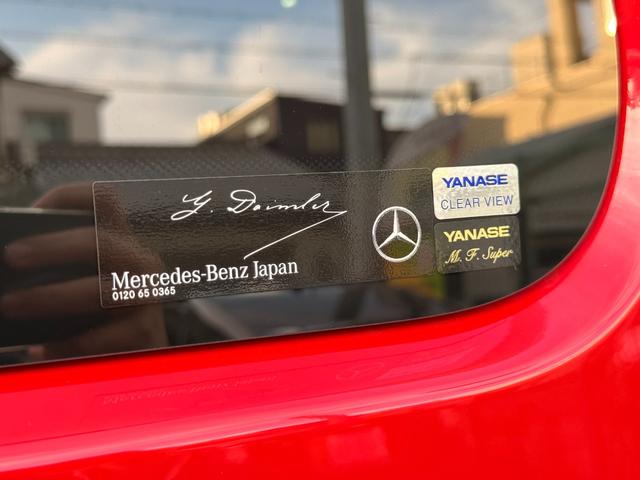 G. Daimler
Mercedes-Benz Japan
0120 65 0365
YANASE
CLEAR VIEW
YANASE
M. F. Super